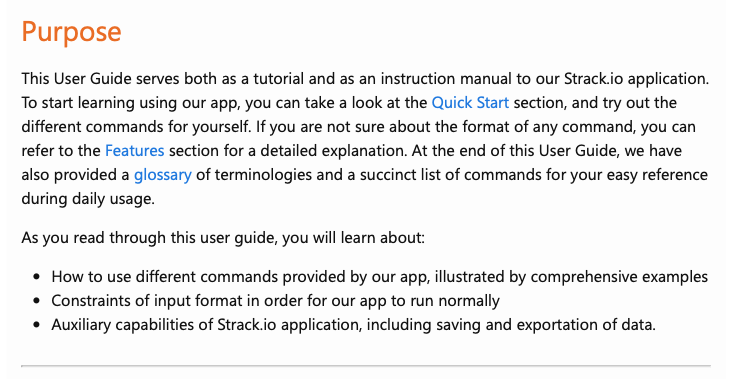 Purpose
This User Guide serves both as a tutorial and as an instruction manual to our Strack.io application.
To start learning using our app, you can take a look at the Quick Start section, and try out the
different commands for yourself. If you are not sure about the format of any command, you can
refer to the Features section for a detailed explanation. At the end of this User Guide, we have
also provided a glossary of terminologies and a succinct list of commands for your easy reference
during daily usage.
As you read through this user guide, you will learn about:
• How to use different commands provided by our app, illustrated by comprehensive examples
• Constraints of input format in order for our app to run normally
• Auxiliary capabilities of Strack.io application, including saving and exportation of data.